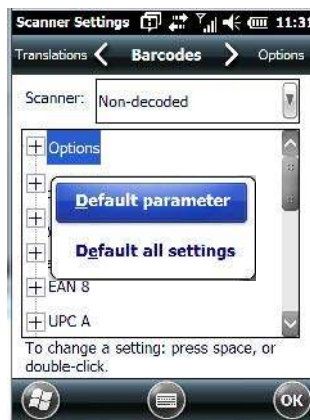 Scanner Settings 11:31
Translations Barcodes Options
Scanner: Non-decoded
Options
Default parameter
Default all settings
EAN 8
UPC A
To change a setting: press space, or
double-click.
OK